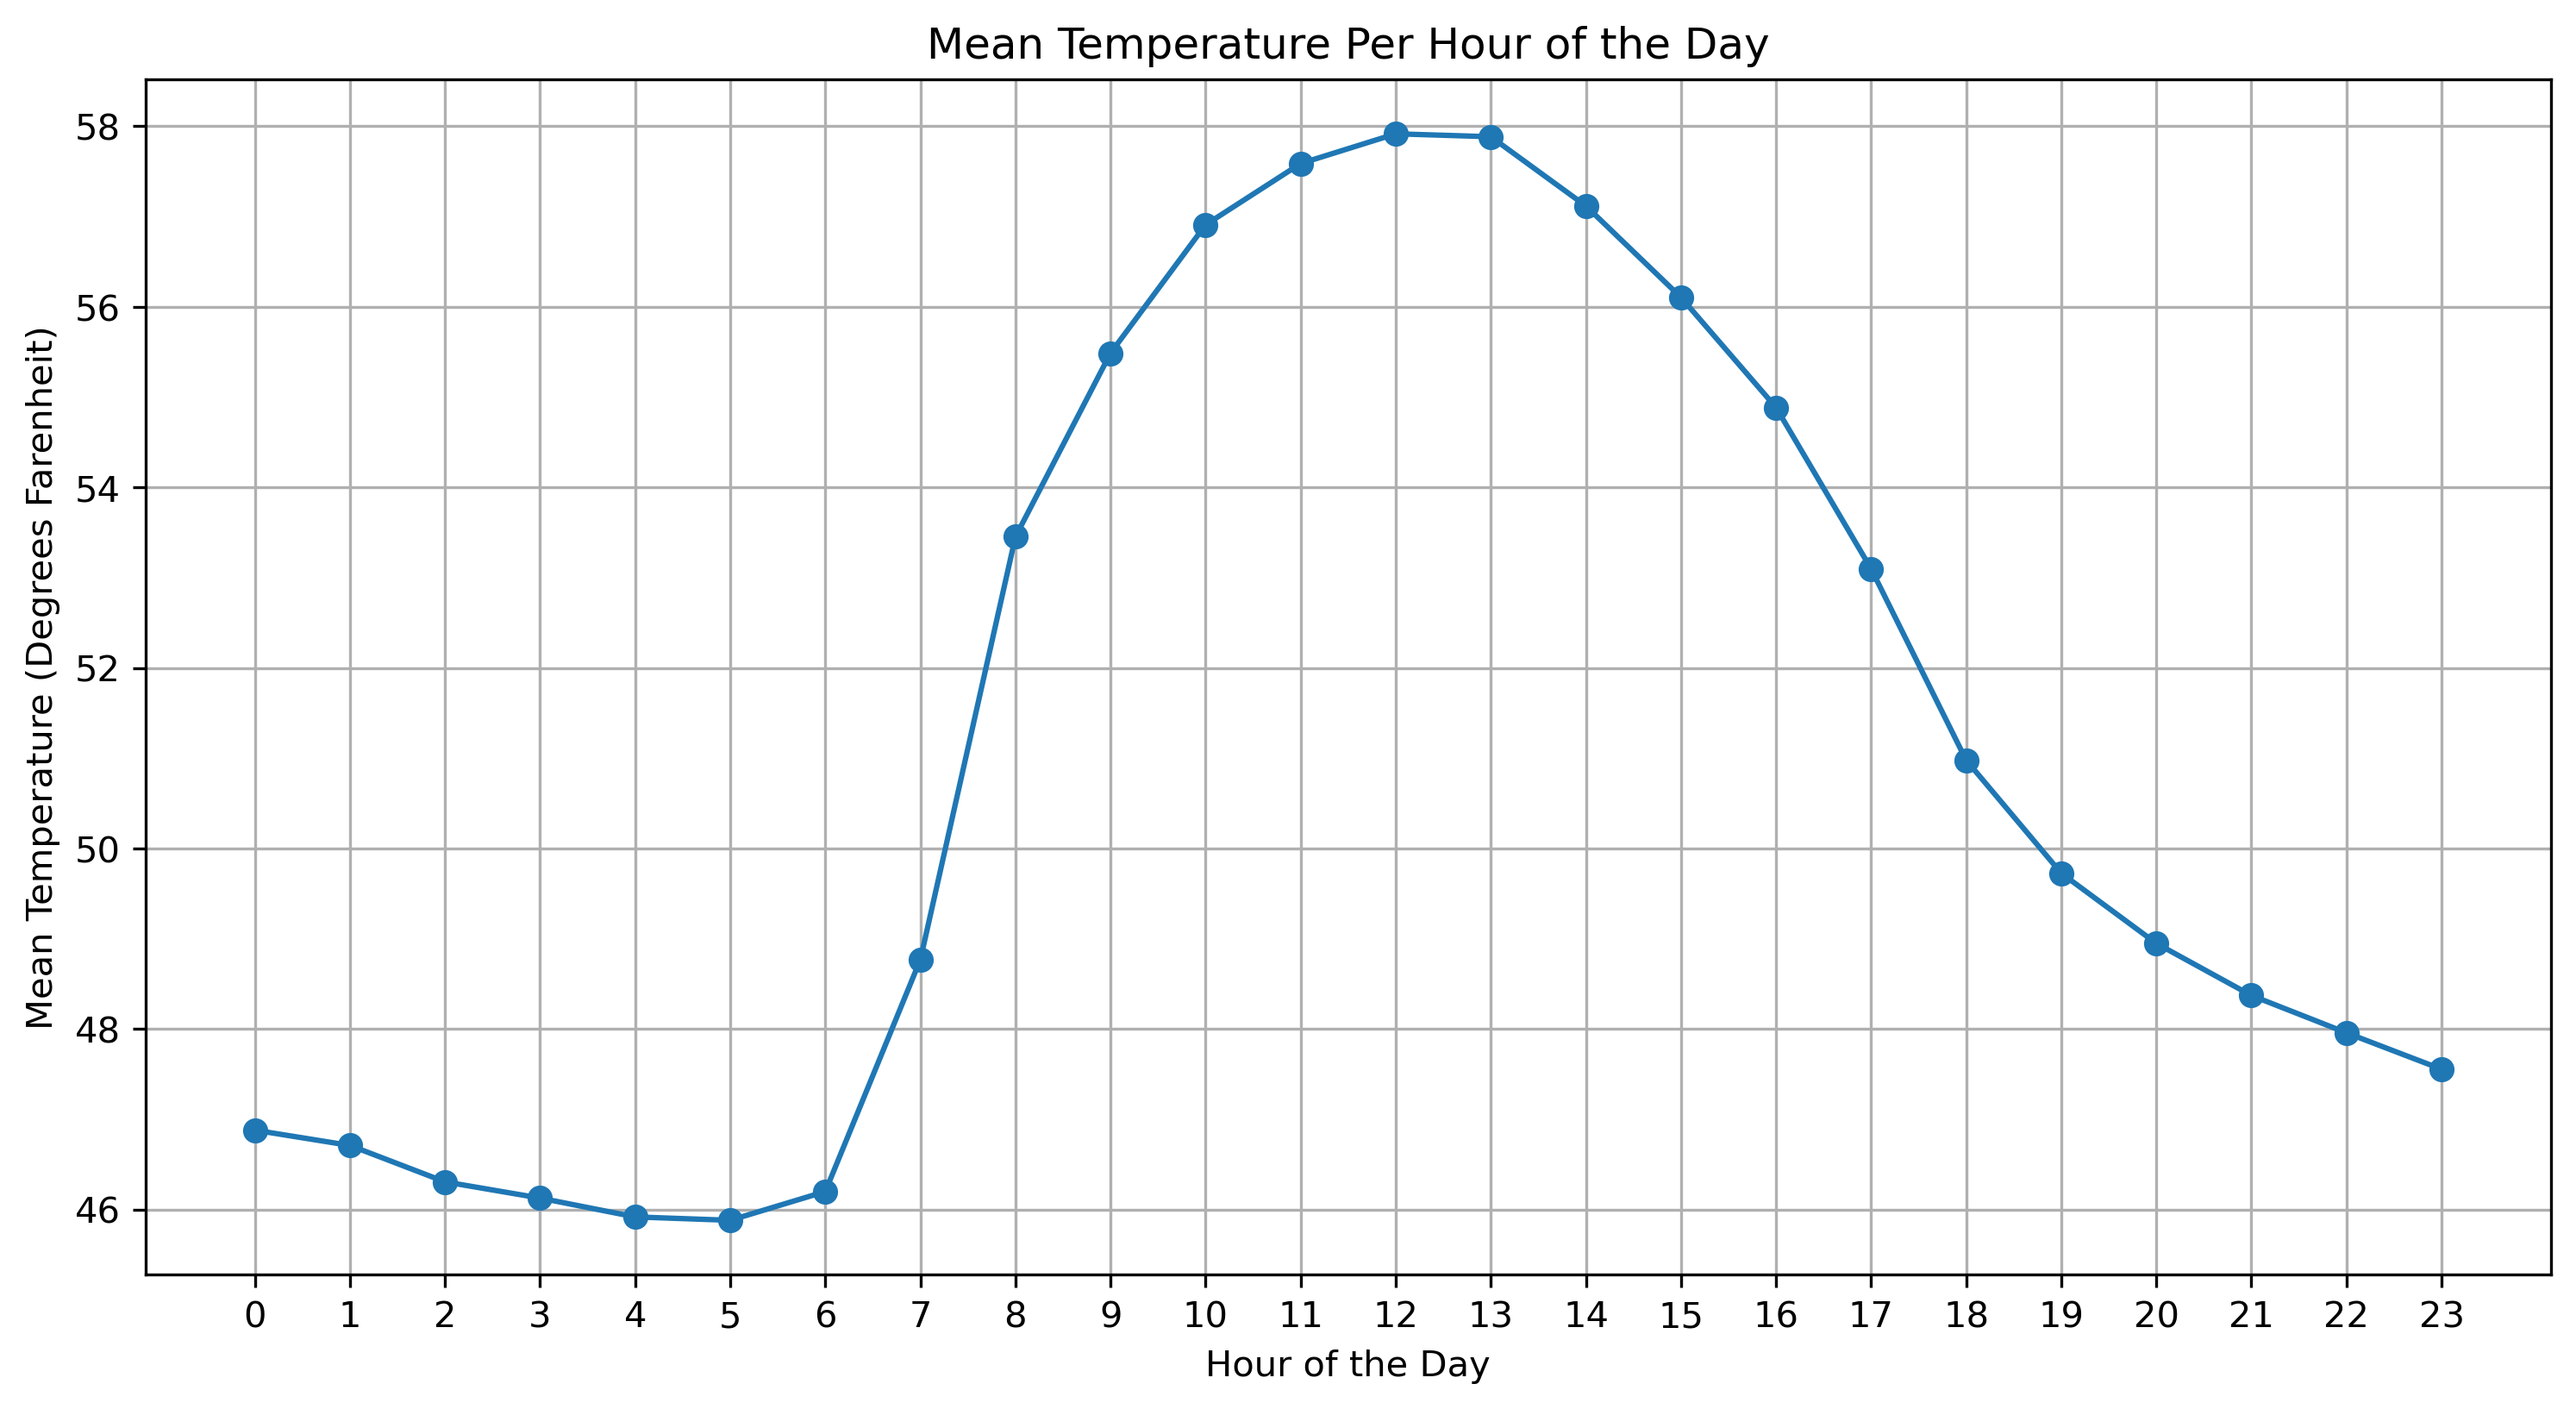 Mean Temperature Per Hour of the Day
Mean Temperature (Degrees Farenheit)
58
56
54
52
50
48
46
0 1 2 3 4 5 6 7 8 9 10 11 12 13 14 15 16 17 18 19 20 21 22 23
Hour of the Day